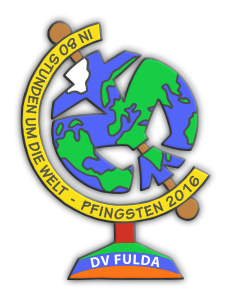 IN 80 STUNDEN UM DIE WELT - PFINGSTEN 2016
DV FULDA